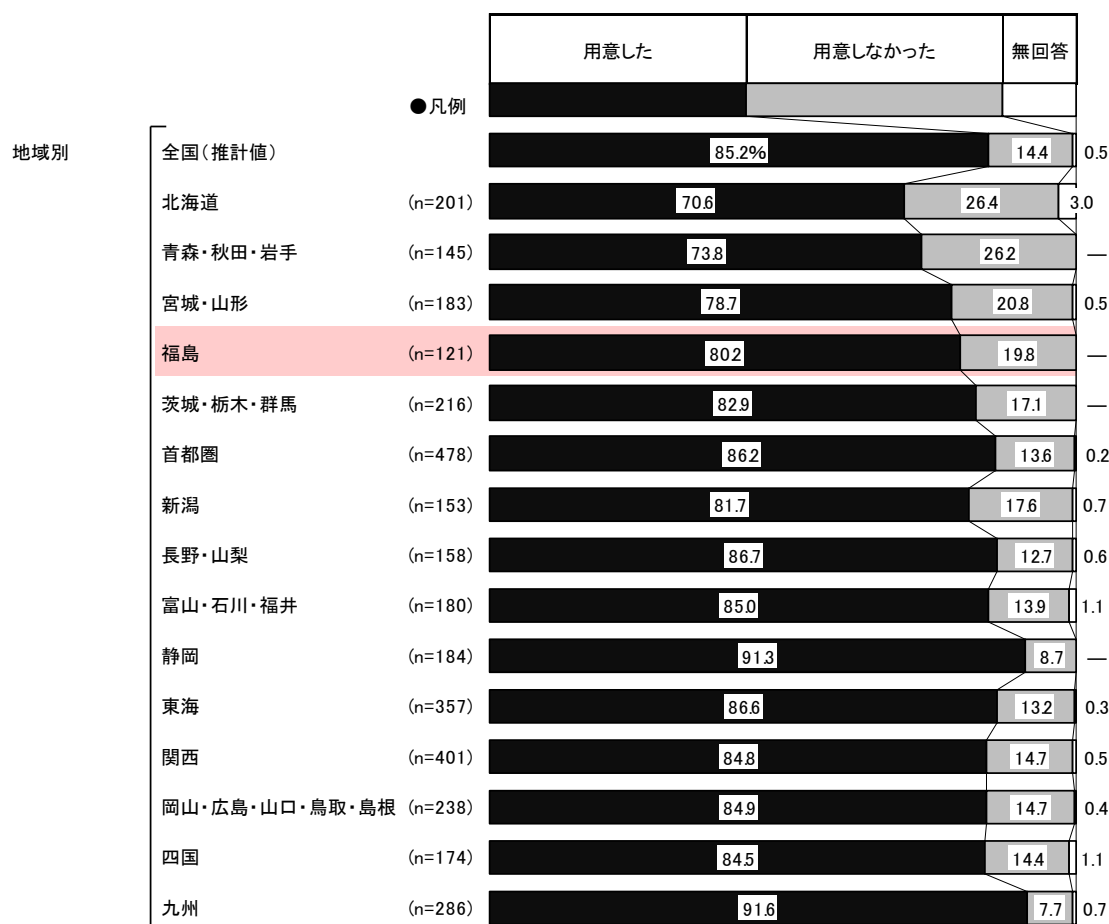 用意した 用意しなかった 無回答
●凡例
地域別 全国(推計値) 85.2% 14.4 0.5
北海道 (n=201) 70.6 26.4 3.0
青森・秋田・岩手 (n=145) 73.8 26.2 —
宮城・山形 (n=183) 78.7 20.8 0.5
福島 (n=121) 80.2 19.8 —
茨城・栃木・群馬 (n=216) 82.9 17.1 —
首都圏 (n=478) 86.2 13.6 0.2
新潟 (n=153) 81.7 17.6 0.7
長野・山梨 (n=158) 86.7 12.7 0.6
富山・石川・福井 (n=180) 85.0 13.9 1.1
静岡 (n=184) 91.3 8.7 —
東海 (n=357) 86.6 13.2 0.3
関西 (n=401) 84.8 14.7 0.5
岡山・広島・山口・鳥取・島根 (n=238) 84.9 14.7 0.4
四国 (n=174) 84.5 14.4 1.1
九州 (n=286) 91.6 7.7 0.7